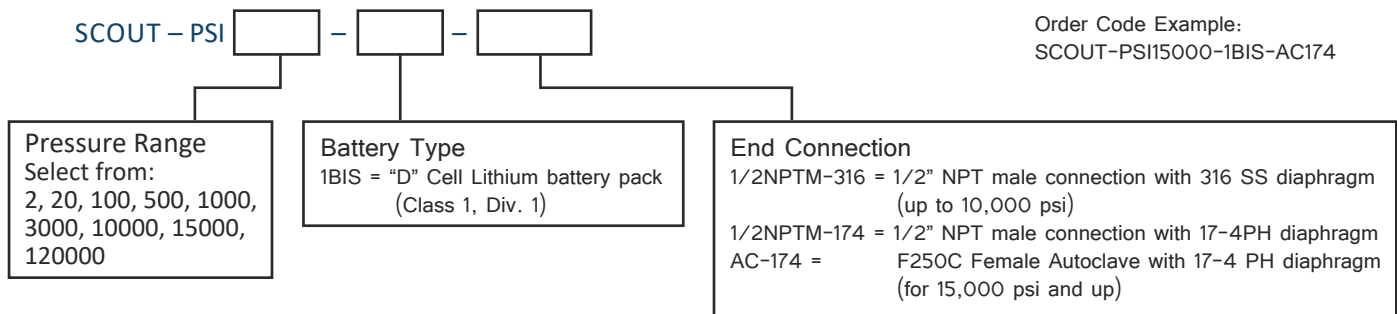 SCOUT – PSI – –
Order Code Example:
SCOUT-PSI15000-1BIS-AC174
Pressure Range
Select from:
2, 20, 100, 500, 1000,
3000, 10000, 15000,
120000
Battery Type
1BIS = “D” Cell Lithium battery pack
(Class 1, Div. 1)
End Connection
1/2NPTM-316 = 1/2” NPT male connection with 316 SS diaphragm
(up to 10,000 psi)
1/2NPTM-174 = 1/2” NPT male connection with 17-4PH diaphragm
AC-174 = F250C Female Autoclave with 17-4 PH diaphragm
(for 15,000 psi and up)